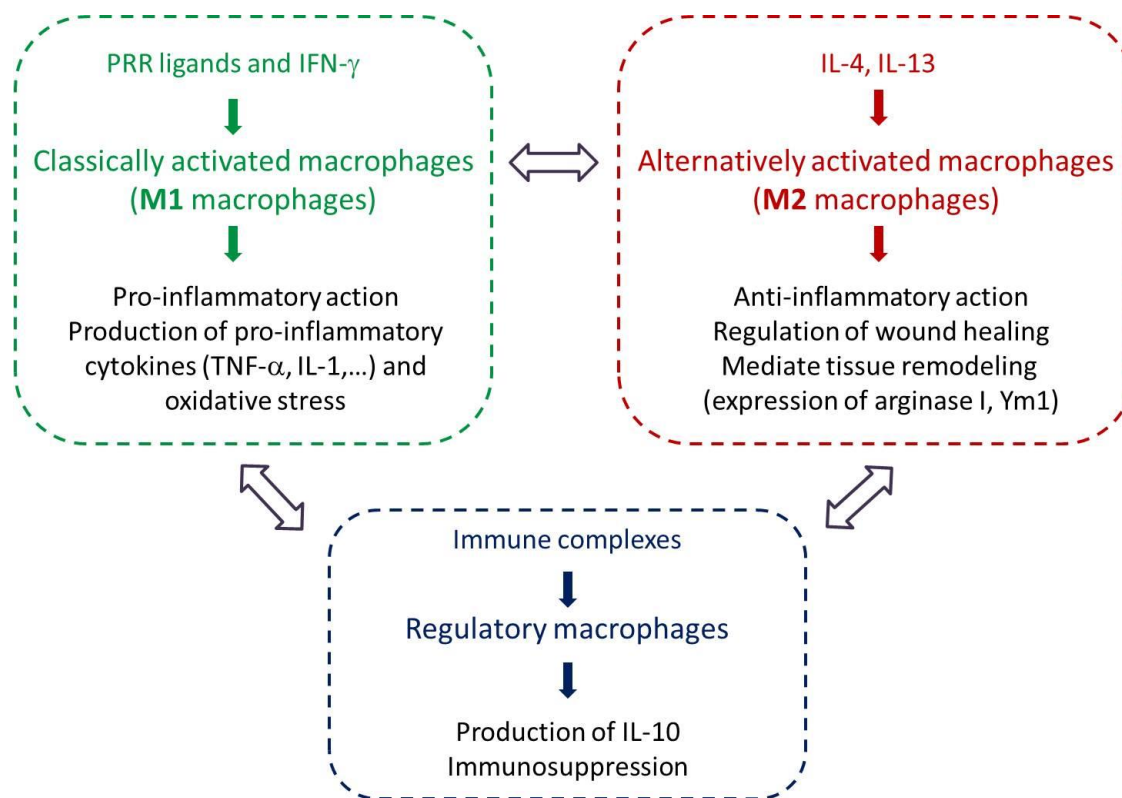 PRR ligands and IFN-γ
Classically activated macrophages
(M1 macrophages)
Pro-inflammatory action
Production of pro-inflammatory
cytokines (TNF-α, IL-1,...) and
oxidative stress
IL-4, IL-13
Alternatively activated macrophages
(M2 macrophages)
Anti-inflammatory action
Regulation of wound healing
Mediate tissue remodeling
(expression of arginase I, Ym1)
Immune complexes
Regulatory macrophages
Production of IL-10
Immunosuppression